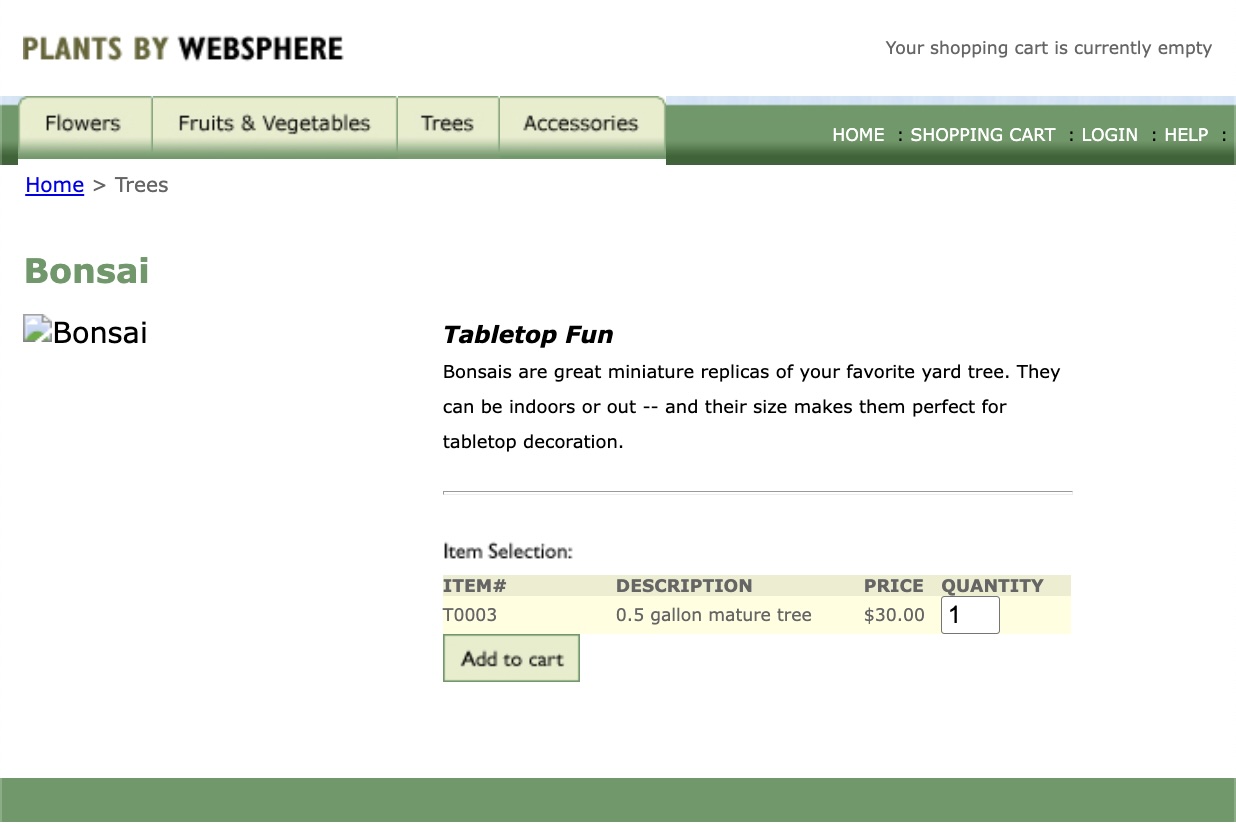 PLANTS BY WEBSPHERE
Your shopping cart is currently empty
Flowers Fruits & Vegetables Trees Accessories
HOME : SHOPPING CART : LOGIN : HELP :
Home > Trees
Bonsai
Bonsai
Tabletop Fun
Bonsais are great miniature replicas of your favorite yard tree. They
can be indoors or out -- and their size makes them perfect for
tabletop decoration.
Item Selection:
ITEM# DESCRIPTION PRICE QUANTITY
T0003 0.5 gallon mature tree $30.00 1
Add to cart